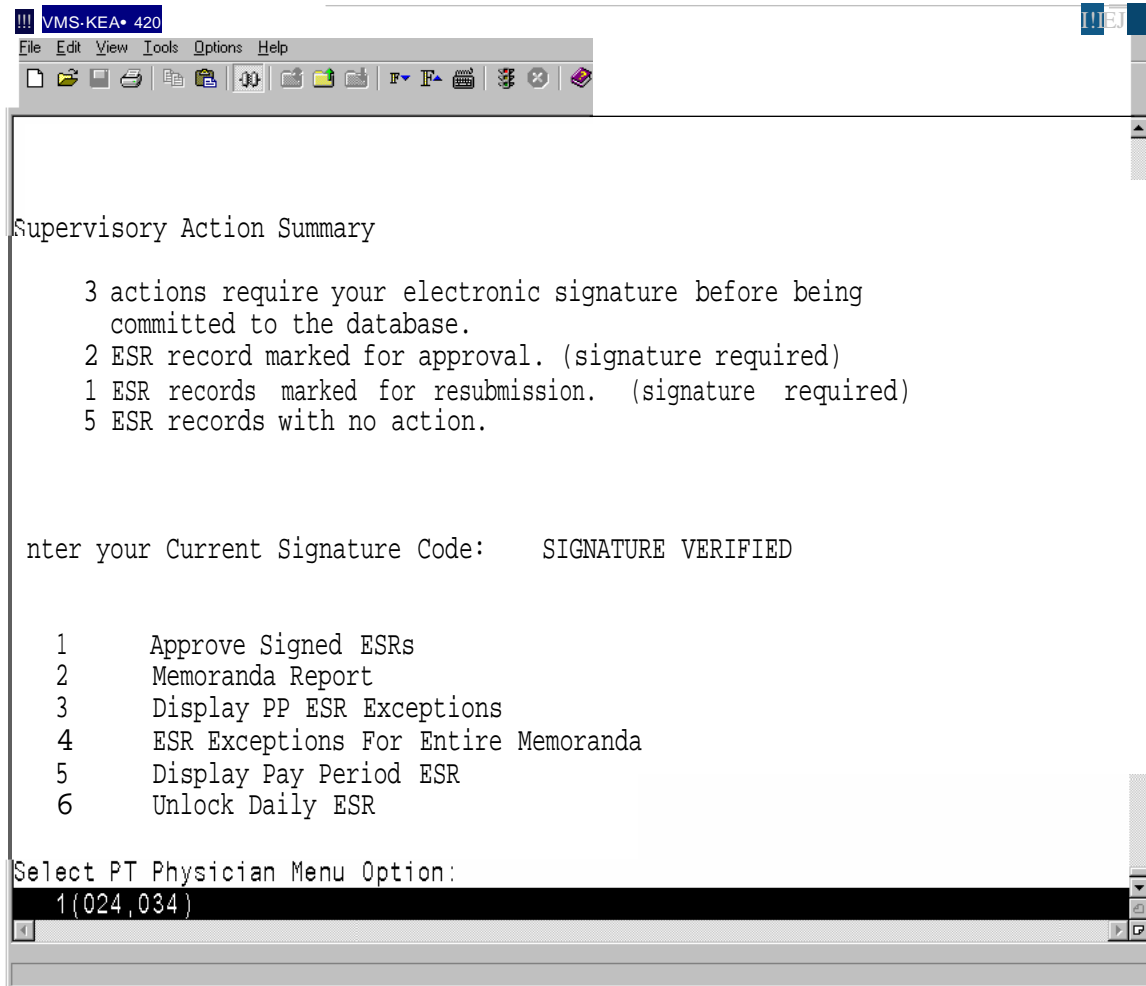 !!! VMS-KEA• 420
I!IEJ
File Edit View Tools Options Help
Supervisory Action Summary
3 actions require your electronic signature before being
committed to the database.
2 ESR record marked for approval. (signature required)
1 ESR records marked for resubmission. (signature required)
5 ESR records with no action.
nter your Current Signature Code: SIGNATURE VERIFIED
1 Approve Signed ESRs
2 Memoranda Report
3 Display PP ESR Exceptions
4 ESR Exceptions For Entire Memoranda
5 Display Pay Period ESR
6 Unlock Daily ESR
Select PT Physician Menu Option:
1(024,034)